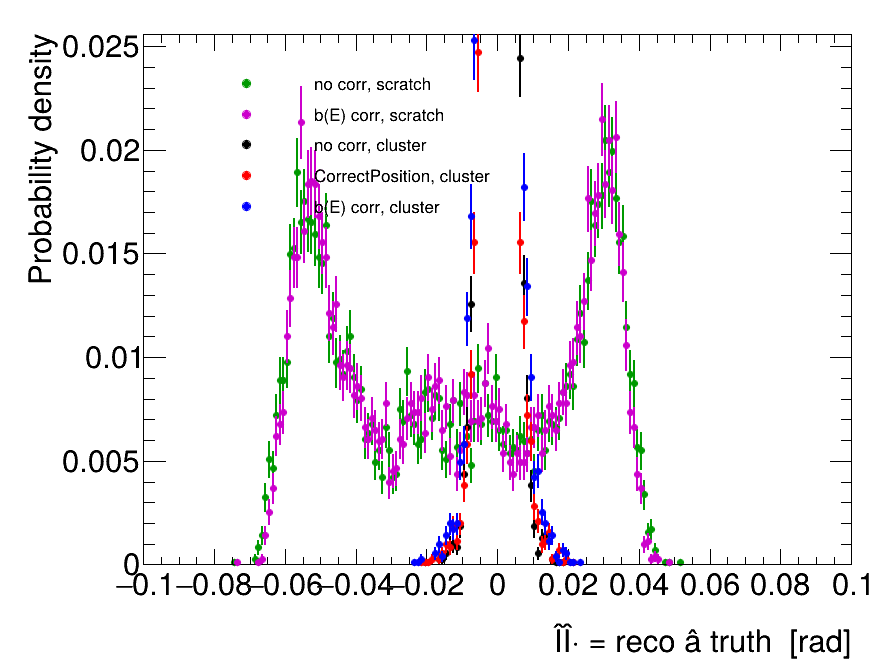 Probability density
0.025
0.02
0.015
0.01
0.005
0
no corr, scratch
b(E) corr, scratch
no corr, cluster
CorrectPosition, cluster
b(E) corr, cluster
−0.1 −0.08 −0.06 −0.04 −0.02 0 0.02 0.04 0.06 0.08 0.1
ÎÎ· = reco â truth [rad]